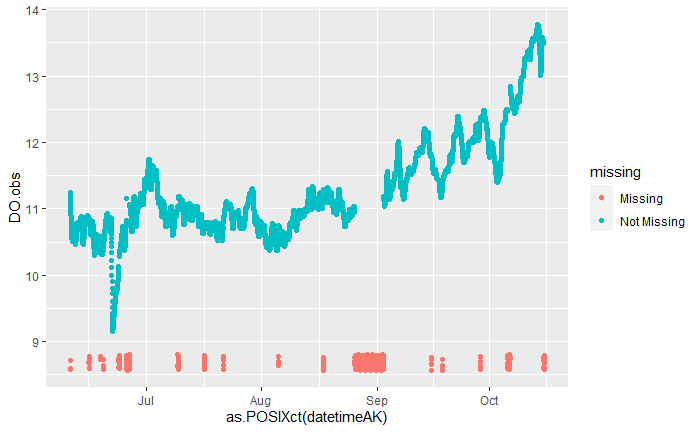 14
13
12
11
10
9
DO.obs
Jul Aug Sep Oct
as.POSIXct(datetimeAK)
missing
Missing
Not Missing